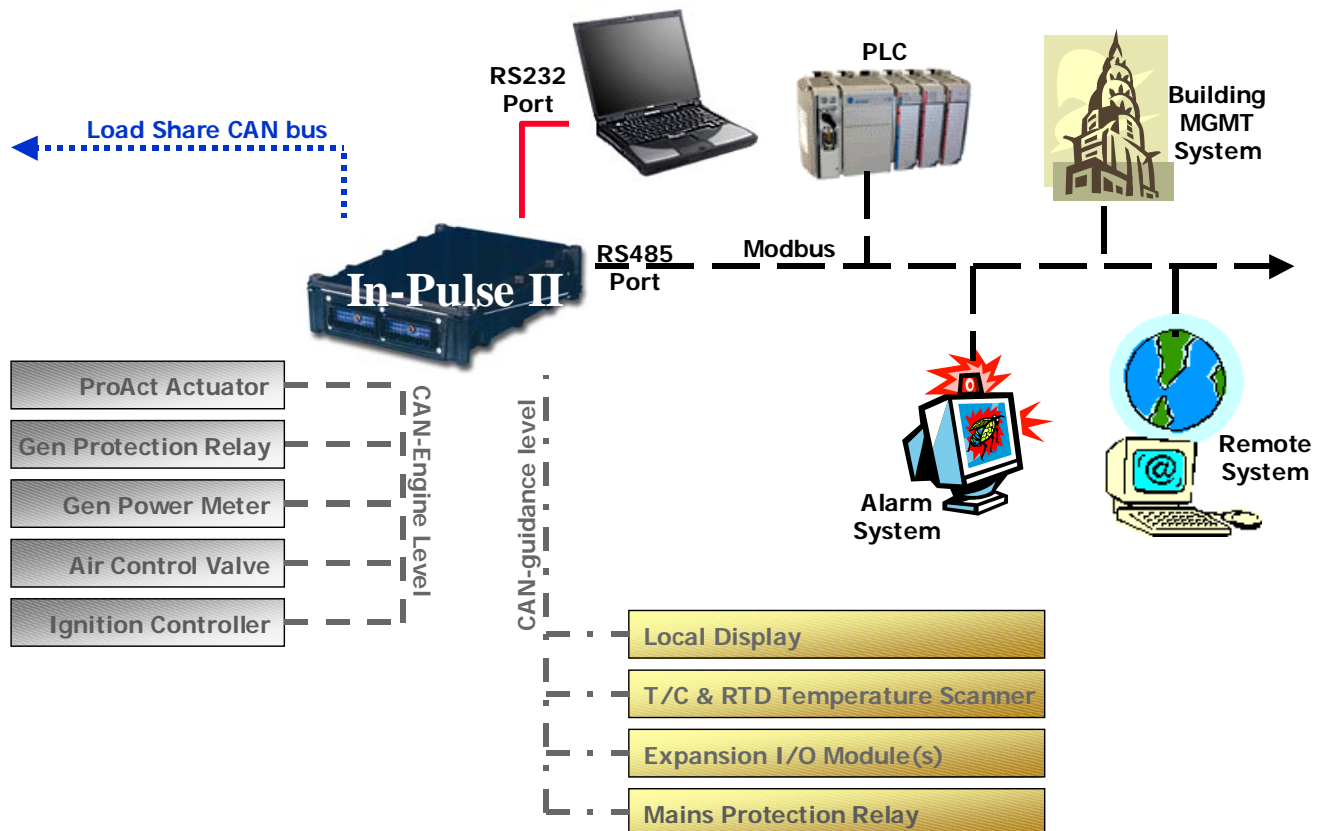 RS232
Port
PLC
Building
MGMT
System
Load Share CAN bus
In-Pulse II
RS485
Port
Modbus
ProAct Actuator
Gen Protection Relay
Gen Power Meter
Air Control Valve
Ignition Controller
CAN-Engine Level
CAN-guidance level
Alarm
System
@
Remote
System
Local Display
T/C & RTD Temperature Scanner
Expansion I/O Module(s)
Mains Protection Relay